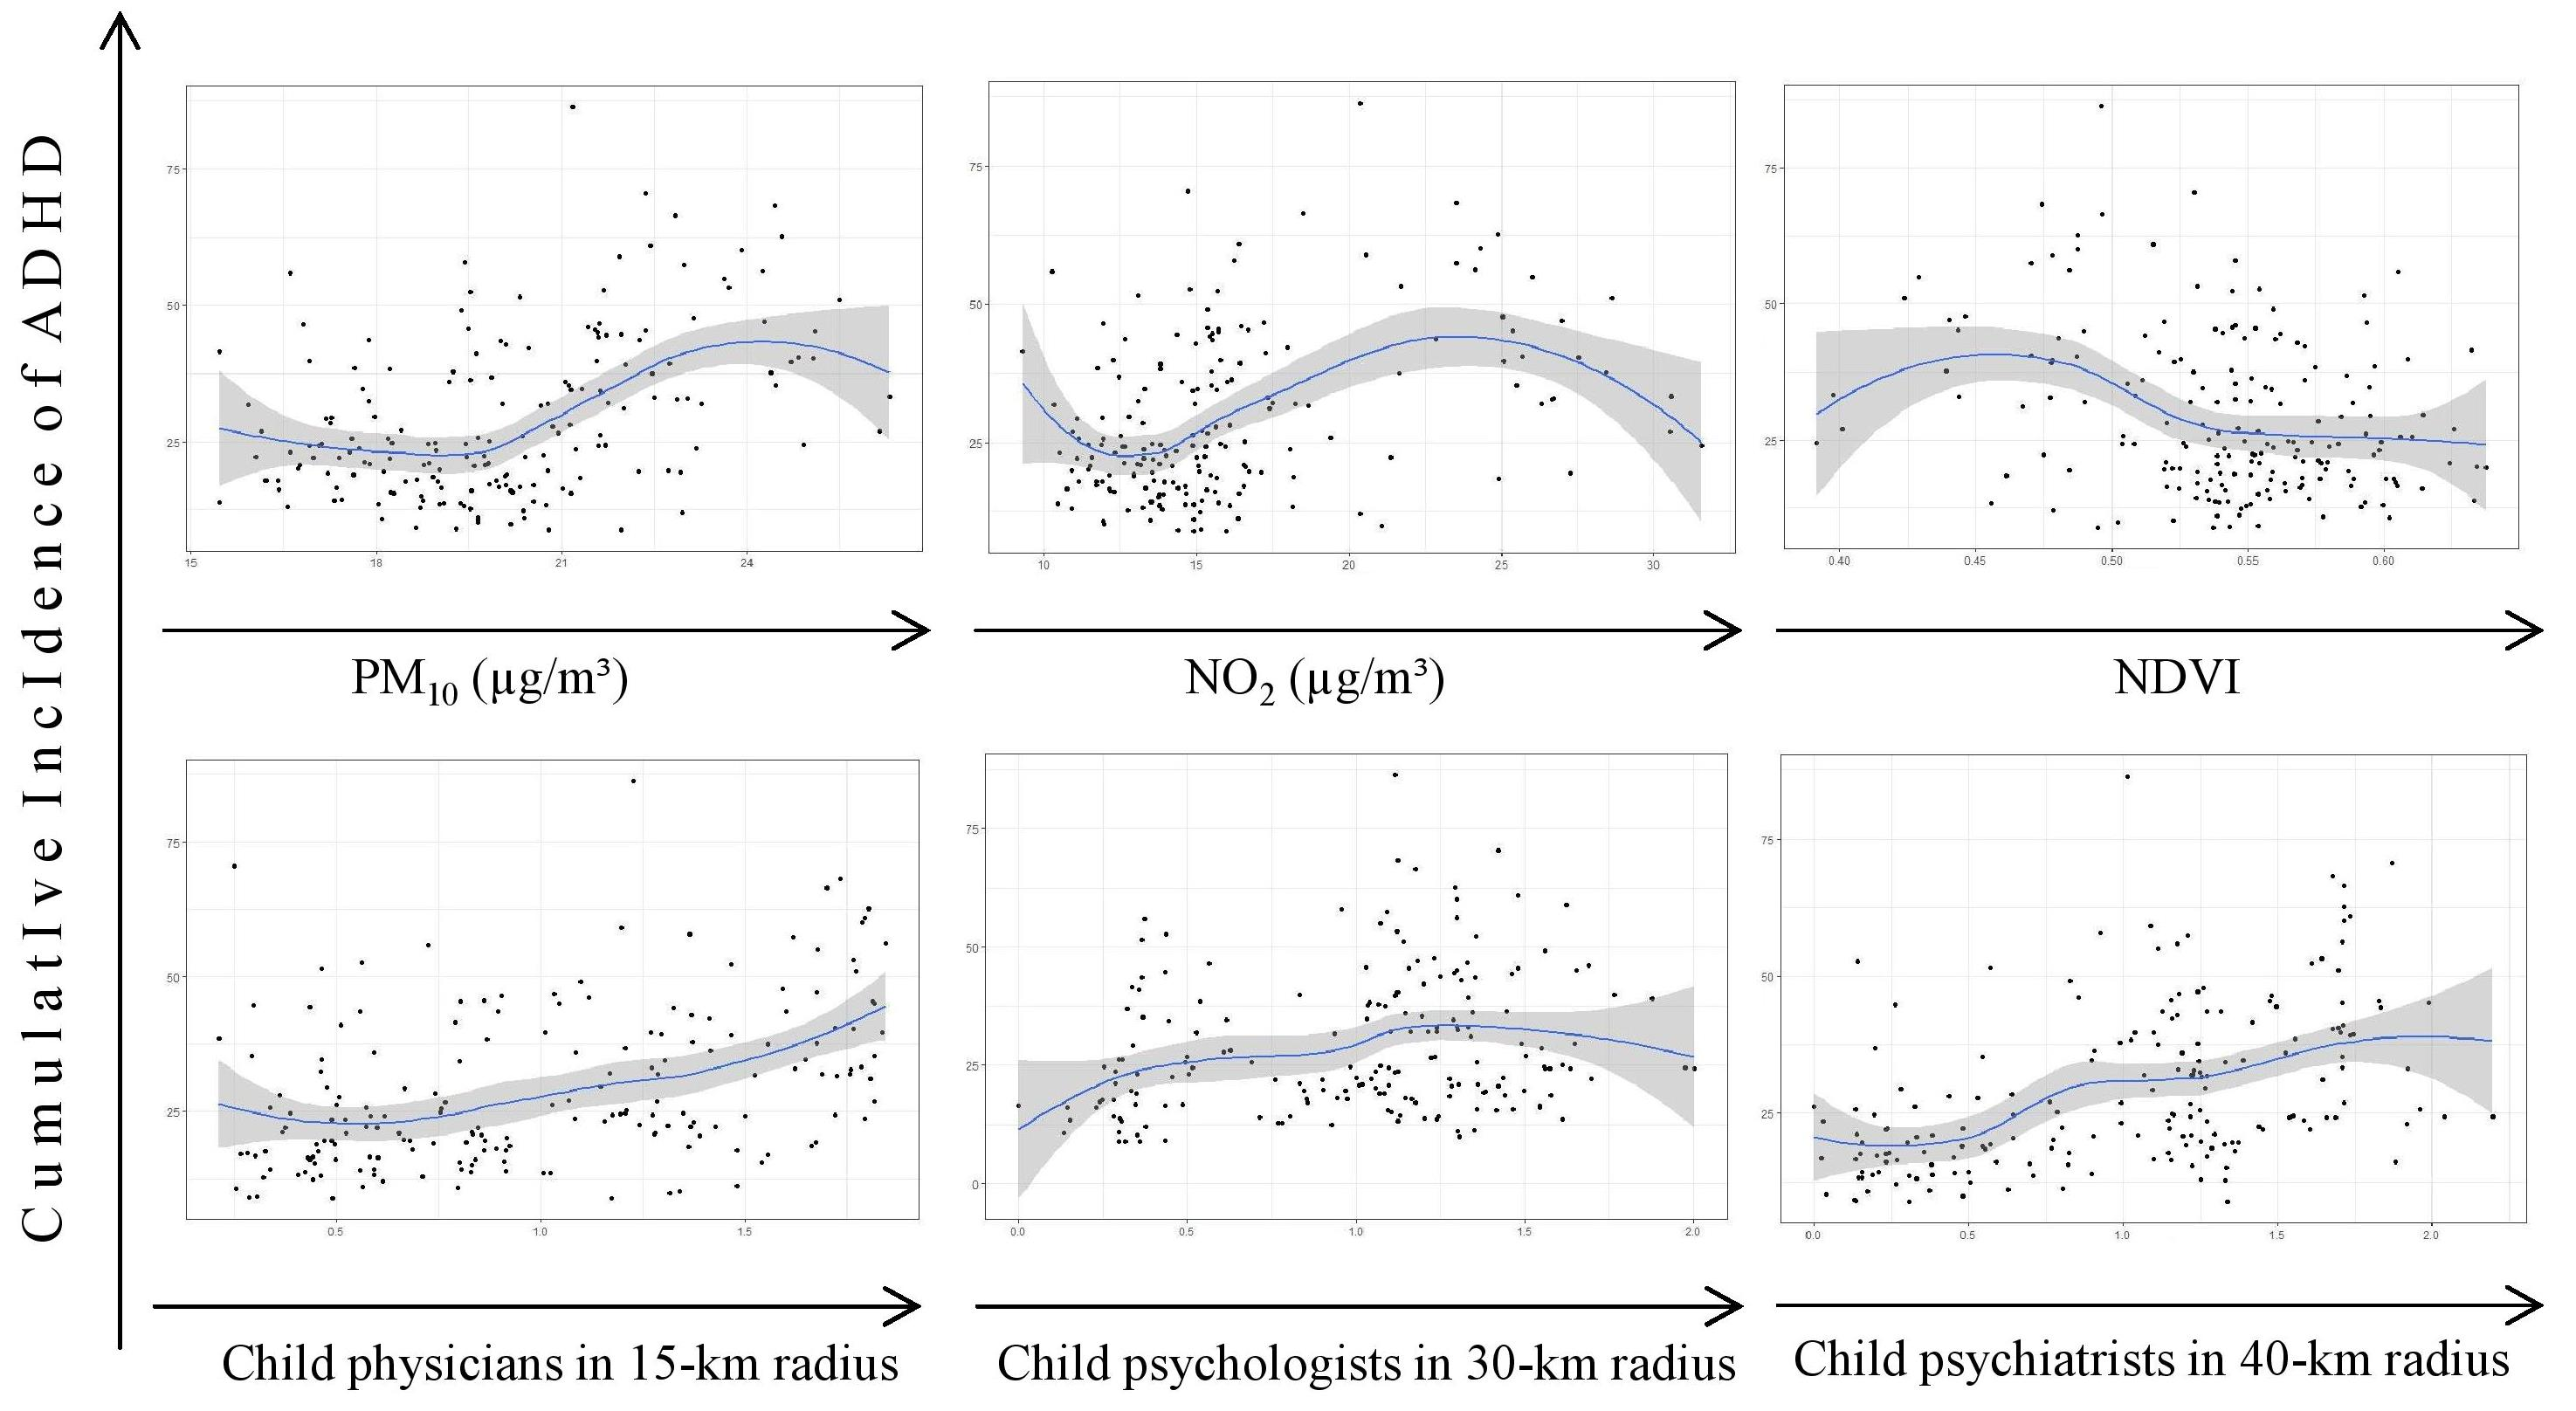 Cumulative Incidence of ADHD
75
50
25
15 18 21 24
PM₁₀ (µg/m³)
75
50
25
10 15 20 25 30
NO₂ (µg/m³)
75
50
25
0.40 0.45 0.50 0.55 0.60
NDVI
75
50
25
0.5 1.0 1.5
Child physicians in 15-km radius
75
50
25
0
0.0 0.5 1.0 1.5 2.0
Child psychologists in 30-km radius
75
50
25
0.0 0.5 1.0 1.5 2.0
Child psychiatrists in 40-km radius